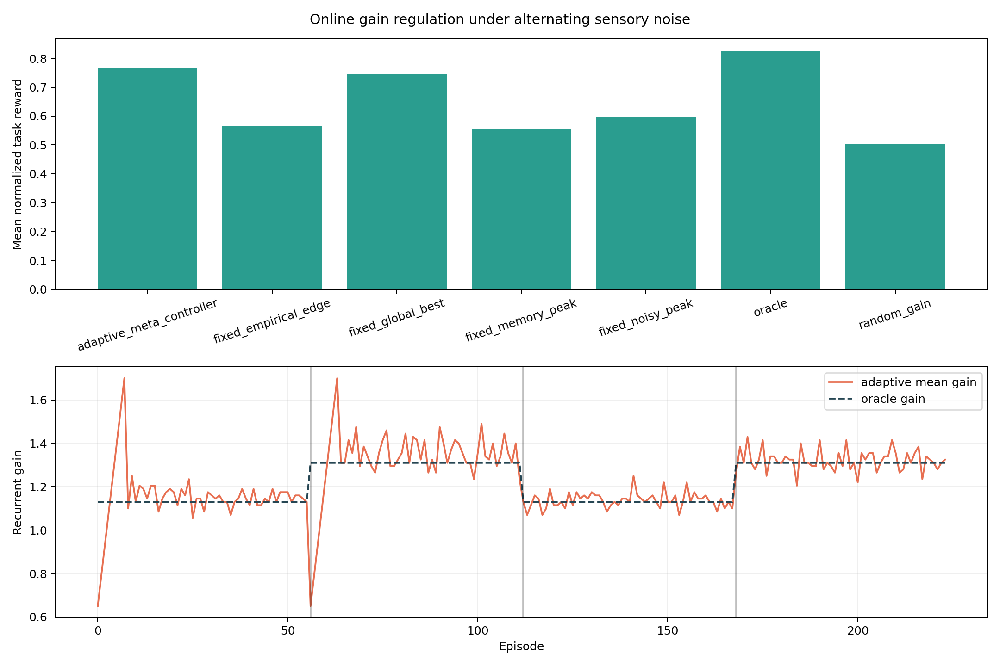 Online gain regulation under alternating sensory noise
Mean normalized task reward
0.8
0.7
0.6
0.5
0.4
0.3
0.2
0.1
0.0
adaptive_meta_controller
fixed_empirical_edge
fixed_global_best
fixed_memory_peak
fixed_noisy_peak
oracle
random_gain
Recurrent gain
1.6
1.4
1.2
1.0
0.8
0.6
adaptive mean gain
oracle gain
0
50
100
150
200
Episode